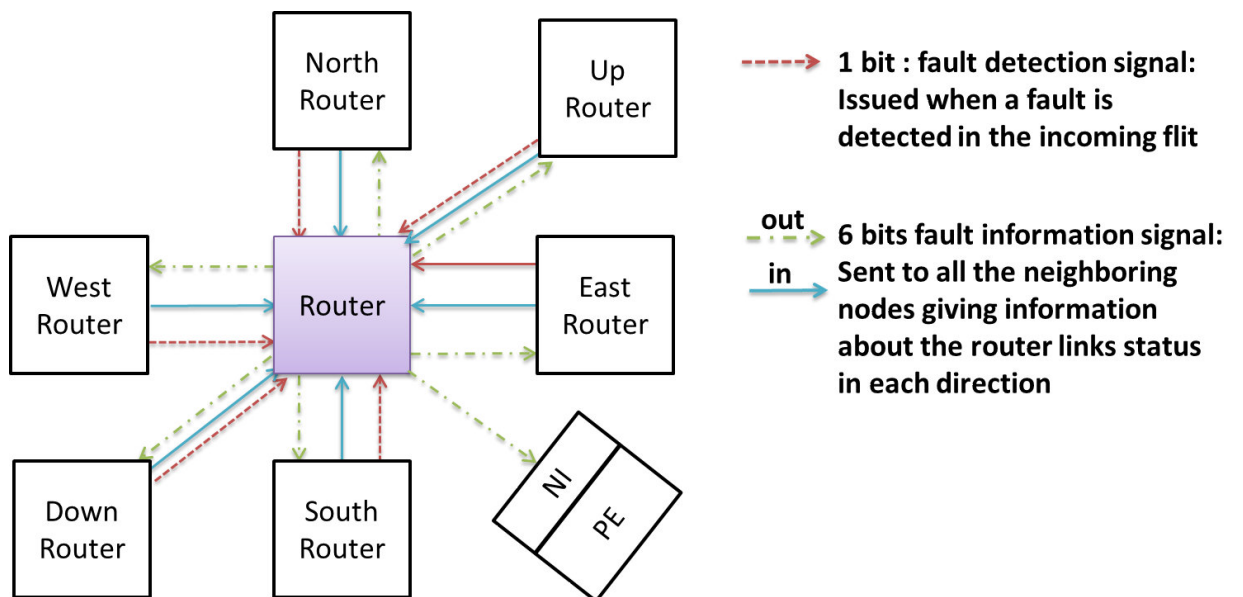 North
Router
Up
Router
West
Router
Router
East
Router
Down
Router
South
Router
NI
PE
1 bit : fault detection signal:
Issued when a fault is
detected in the incoming flit
out
in
6 bits fault information signal:
Sent to all the neighboring
nodes giving information
about the router links status
in each direction